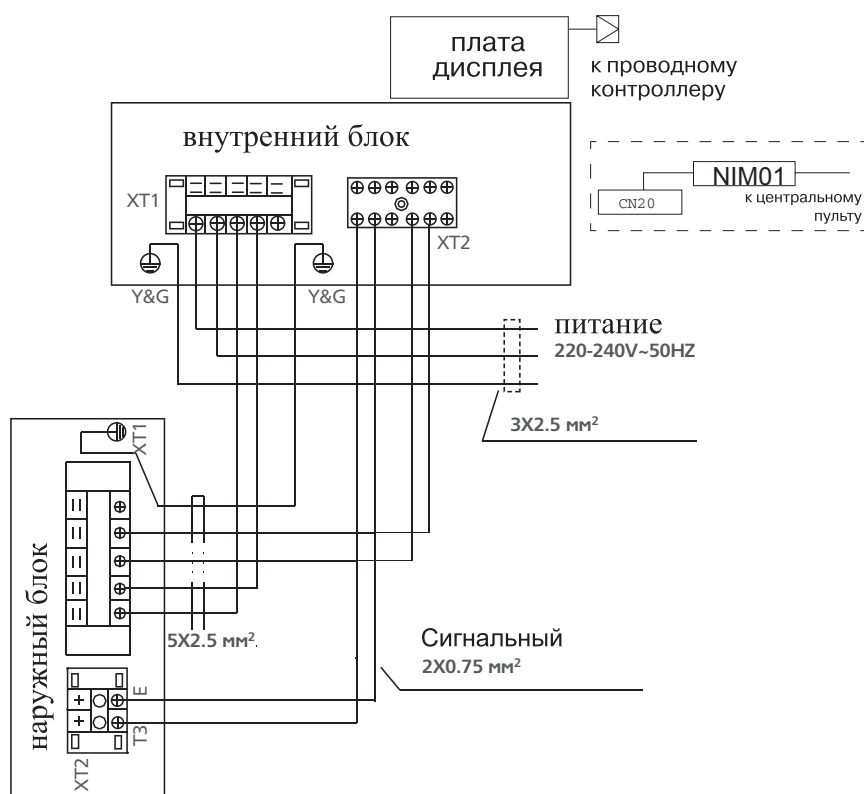 плата
дисплея
к проводному
контроллеру
внутренний блок
XT1
XT2
NIM01
CN20
к центральному
пульту
Y&G
Y&G
питание
220-240V~50HZ
3X2.5 мм²
XT1
наружный блок
5X2.5 мм².
Сигнальный
2X0.75 мм²
E
T3
XT2